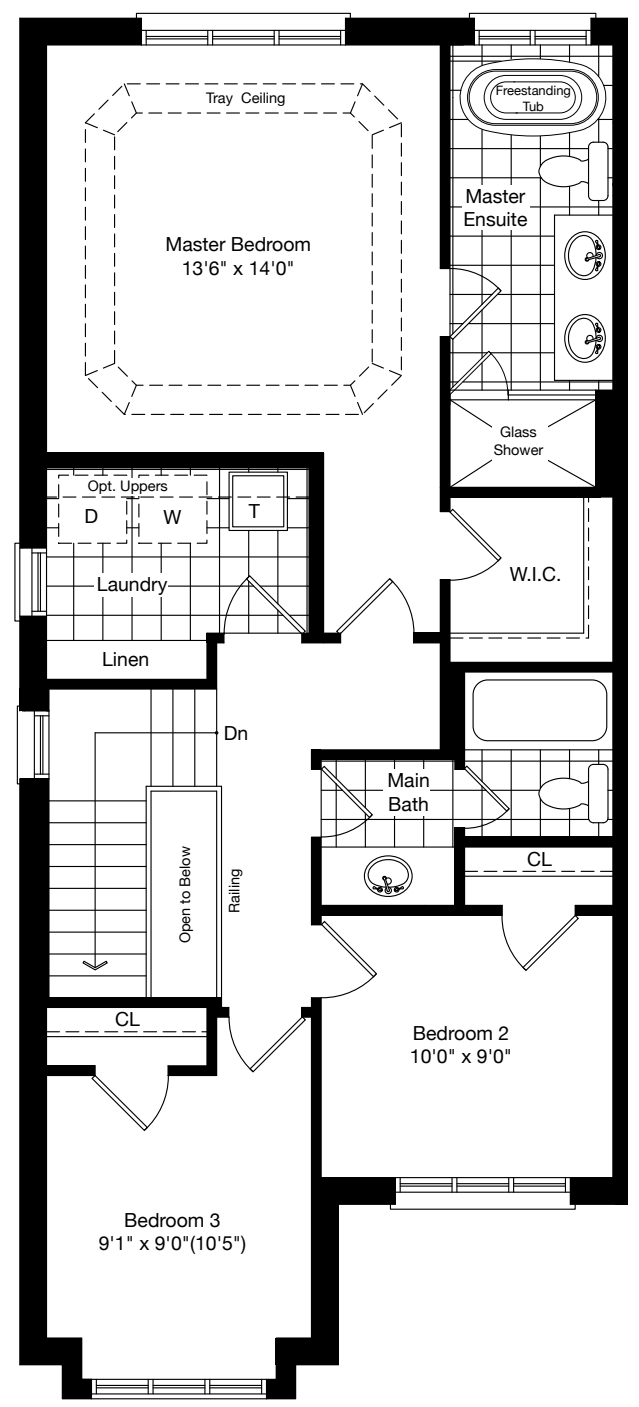 Tray Ceiling
Freestanding
Tub
Master
Ensuite
Master Bedroom
13'6" x 14'0"
Glass
Shower
Opt. Uppers
D
W
T
Laundry
W.I.C.
Linen
Dn
Main
Bath
Open to Below
Railing
CL
CL
Bedroom 2
10'0" x 9'0"
Bedroom 3
9'1" x 9'0"(10'5")